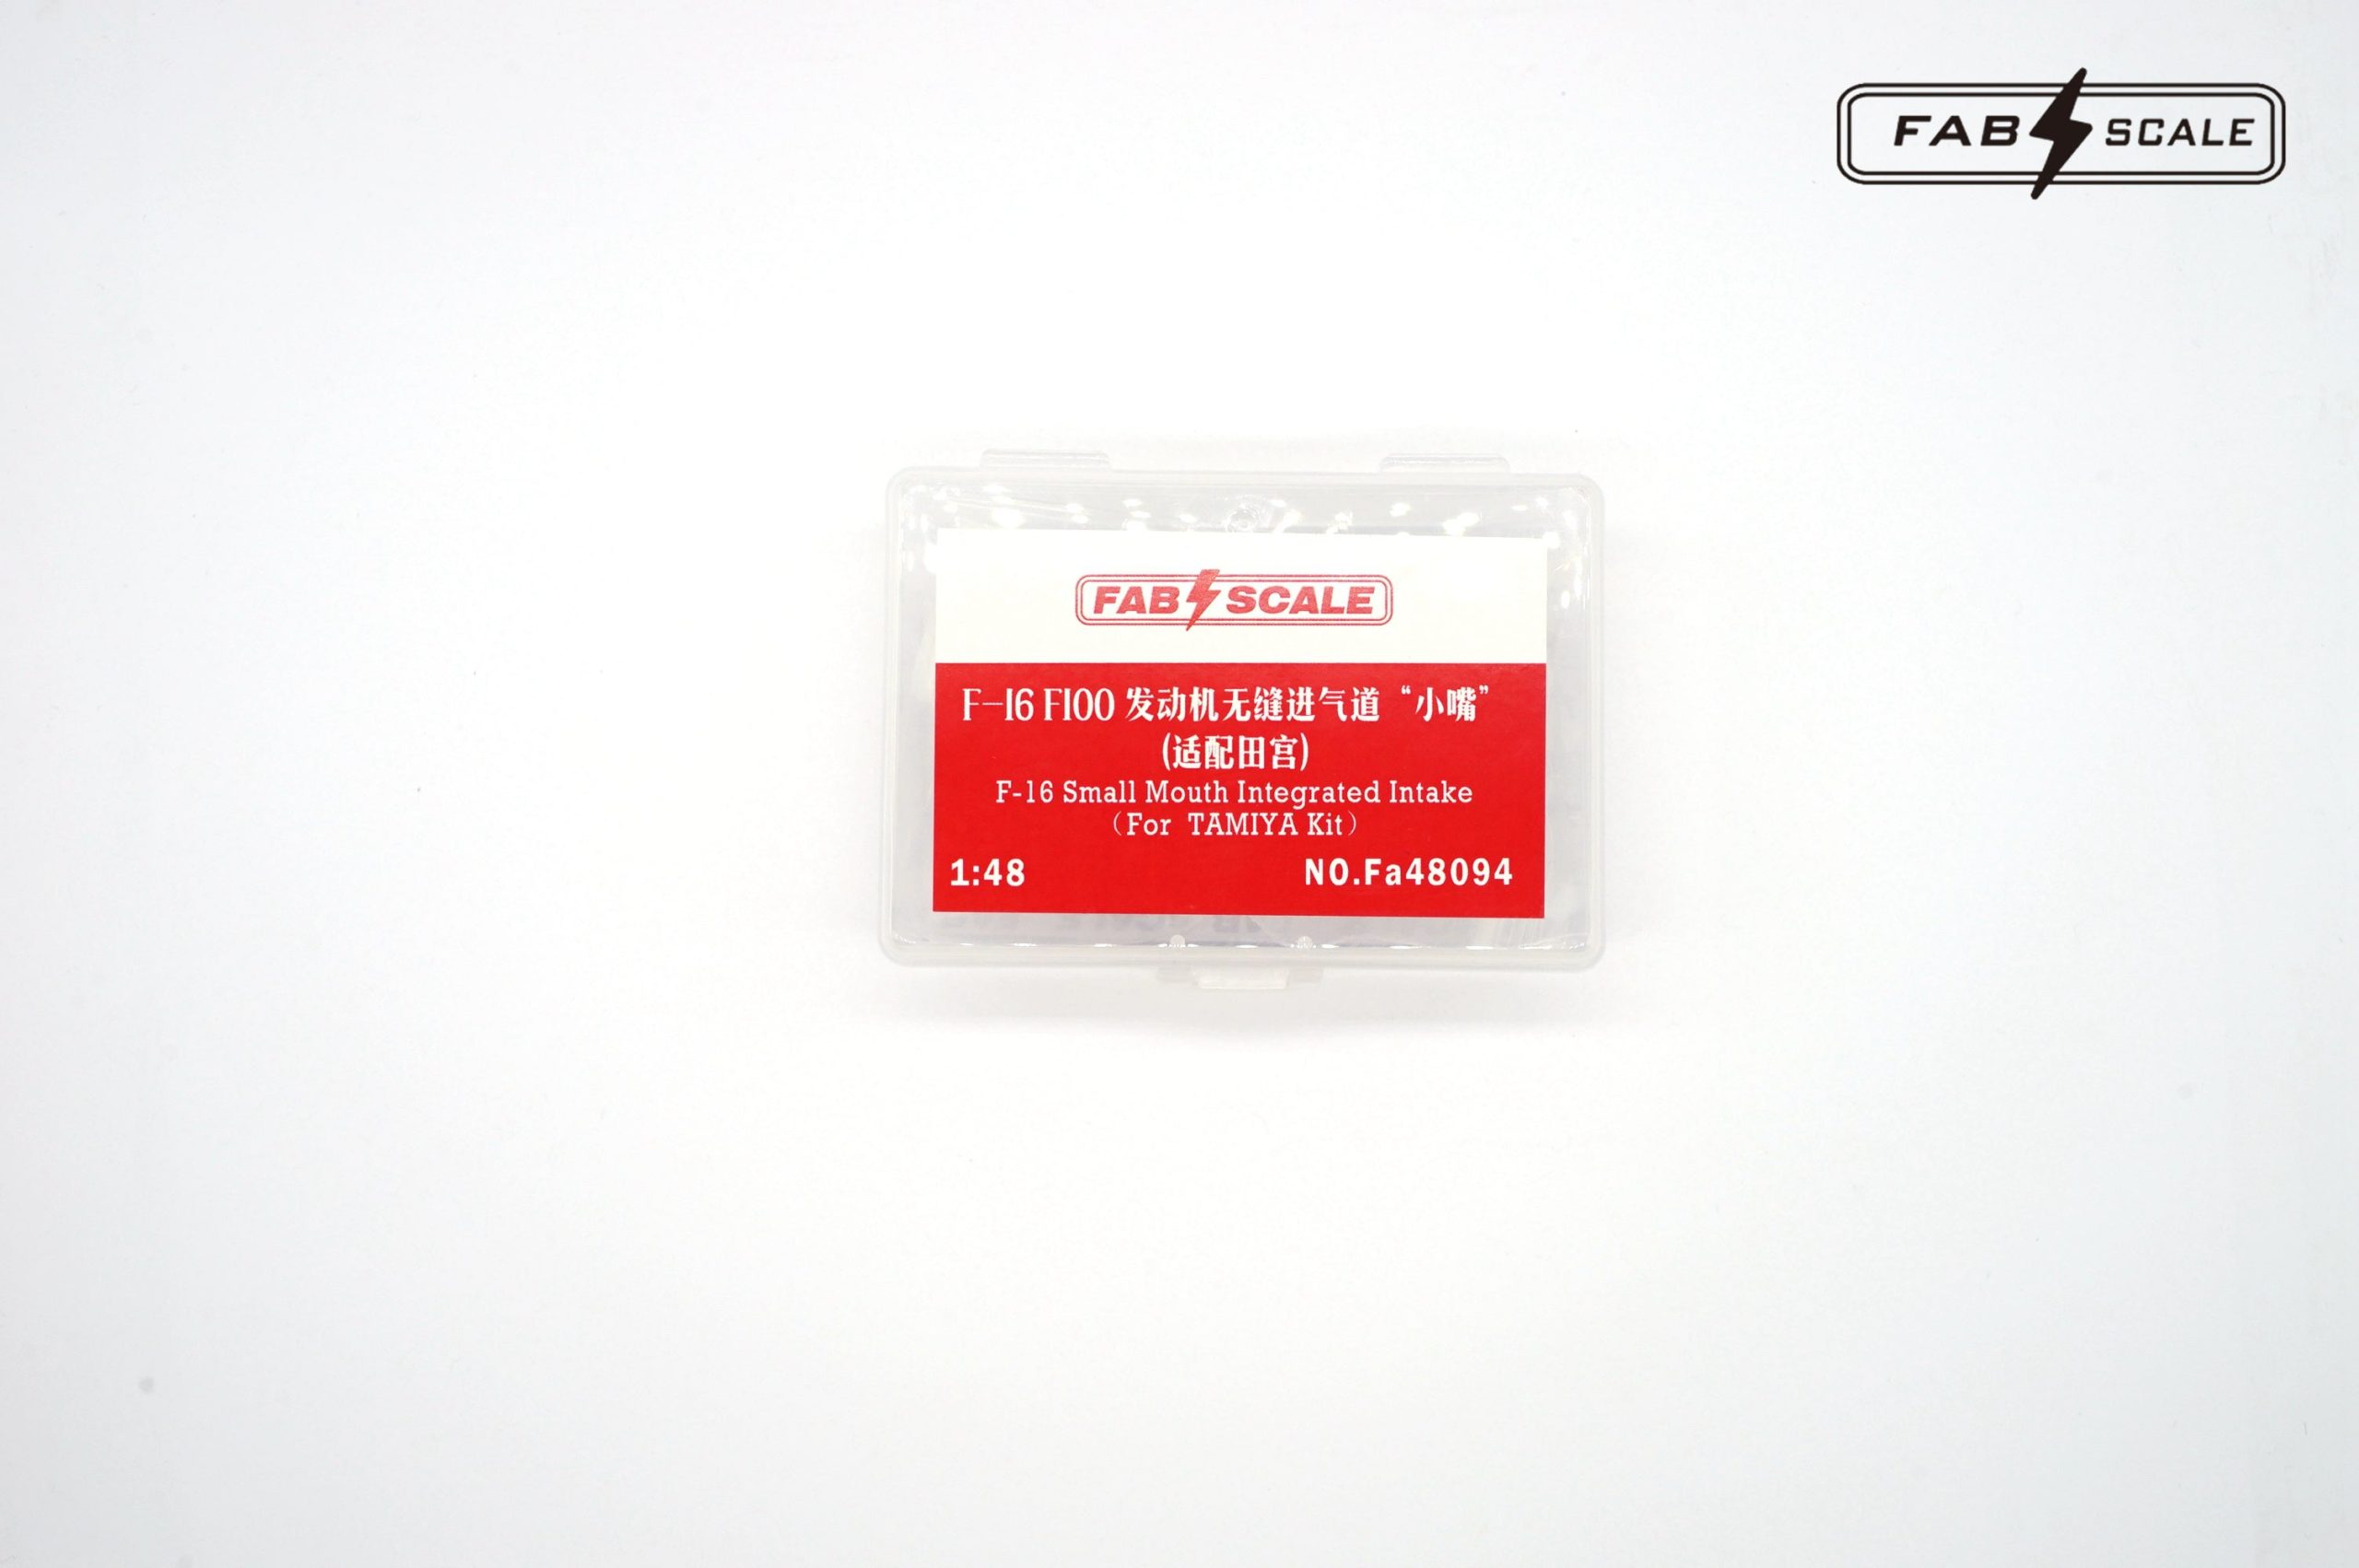 FAB SCALE
FAB SCALE
F-16 F100 发动机无缝进气道“小嘴”
(适配田宫)
F-16 Small Mouth Integrated Intake
（For TAMIYA Kit）
1:48
NO.Fa48094